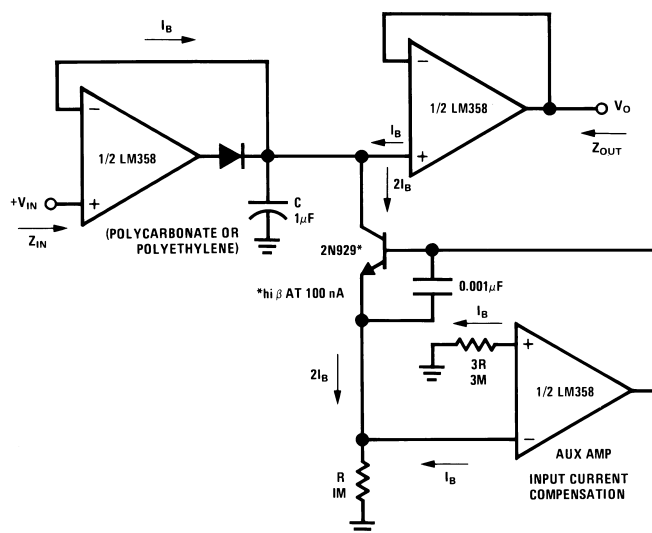 I_B
−
1/2 LM358
+
+V_IN
Z_IN
C
1μF
(POLYCARBONATE OR
POLYETHYLENE)
−
1/2 LM358
+
I_B
V_O
Z_OUT
2I_B
2N929*
*hi β AT 100 nA
0.001μF
I_B
3R
3M
+
1/2 LM358
−
2I_B
R
1M
I_B
AUX AMP
INPUT CURRENT
COMPENSATION